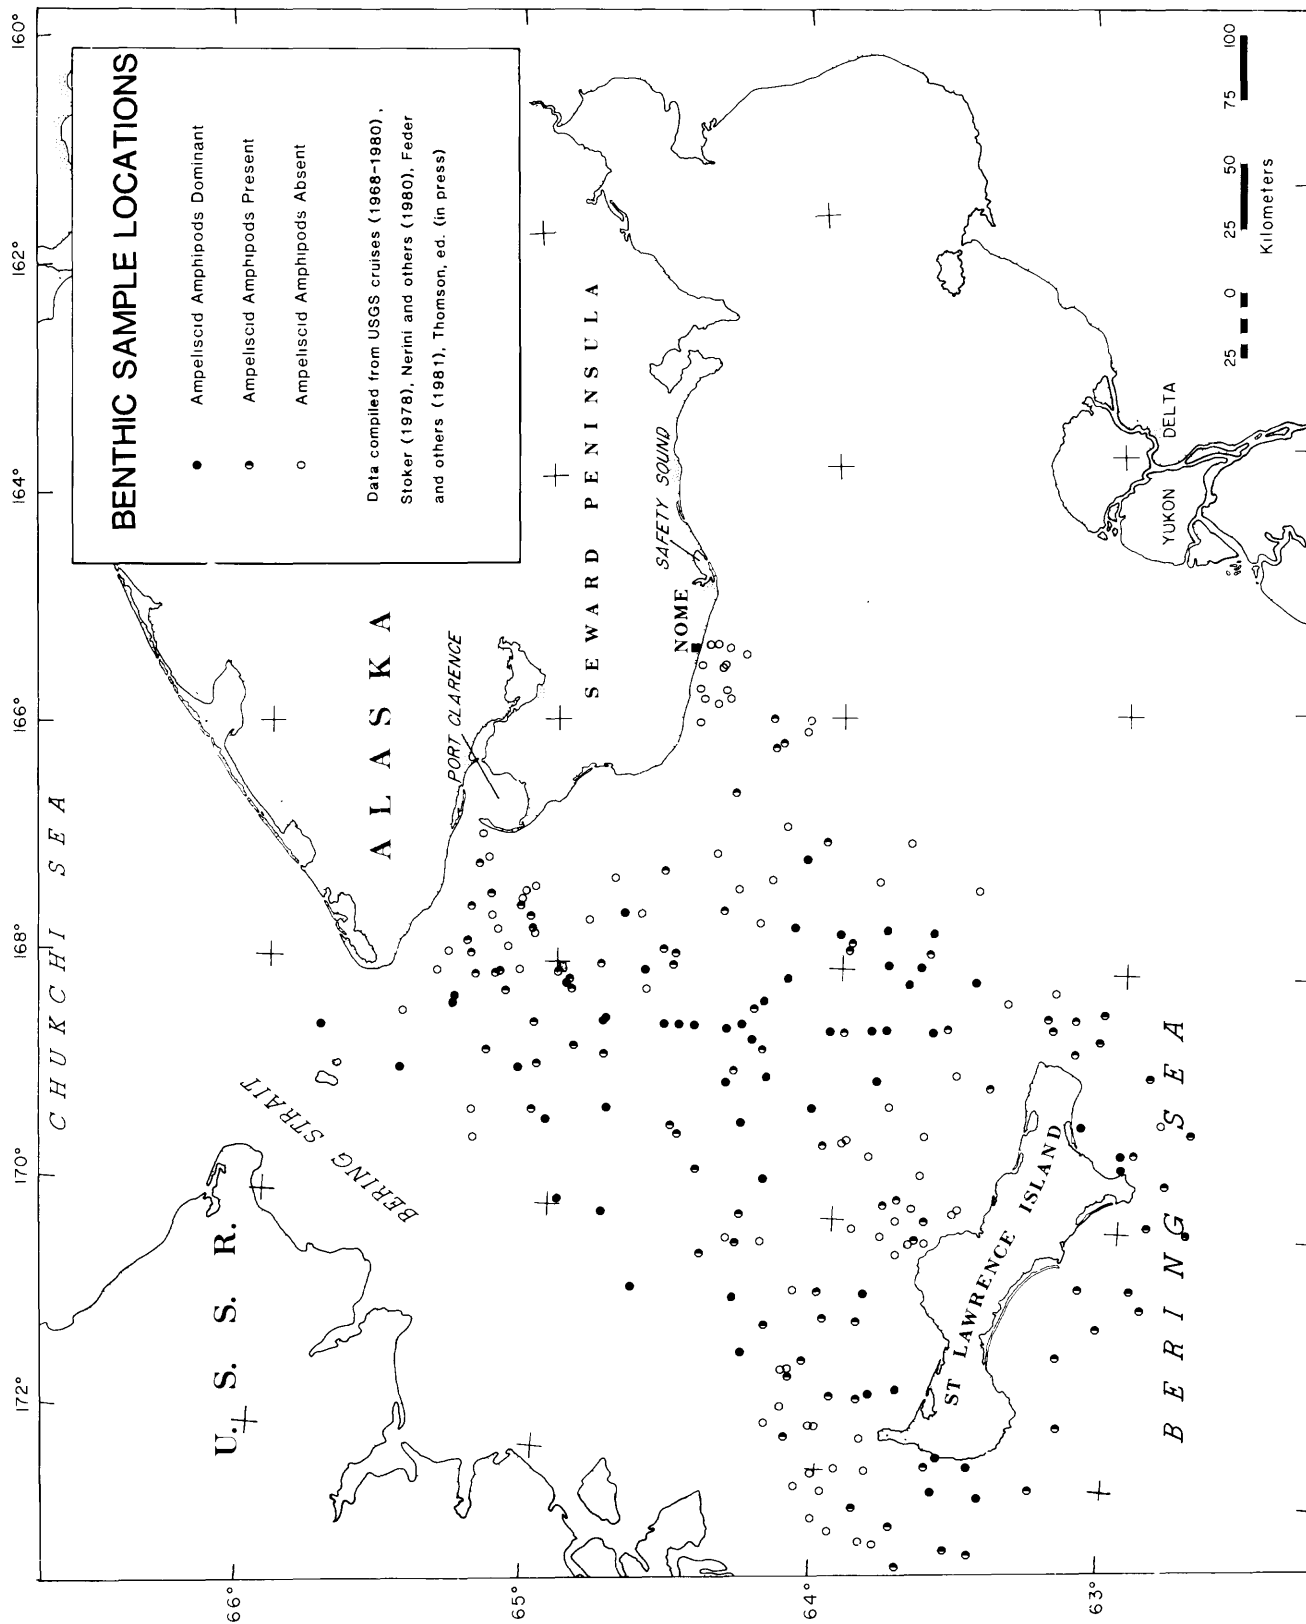 BENTHIC SAMPLE LOCATIONS
Ampeliscid Amphipods Dominant
Ampeliscid Amphipods Present
Ampeliscid Amphipods Absent
Data compiled from USGS cruises (1968-1980),
Stoker (1978), Nerini and others (1980), Feder
and others (1981), Thomson, ed. (in press)
172°
170°
168°
166°
164°
162°
160°
66°
65°
64°
63°
CHUKCHI SEA
U. S. S. R.
BERING STRAIT
ALASKA
PORT CLARENCE
SEWARD PENINSULA
NOME
SAFETY SOUND
ST LAWRENCE ISLAND
BERING SEA
YUKON DELTA
25 0 25 50 75 100
Kilometers